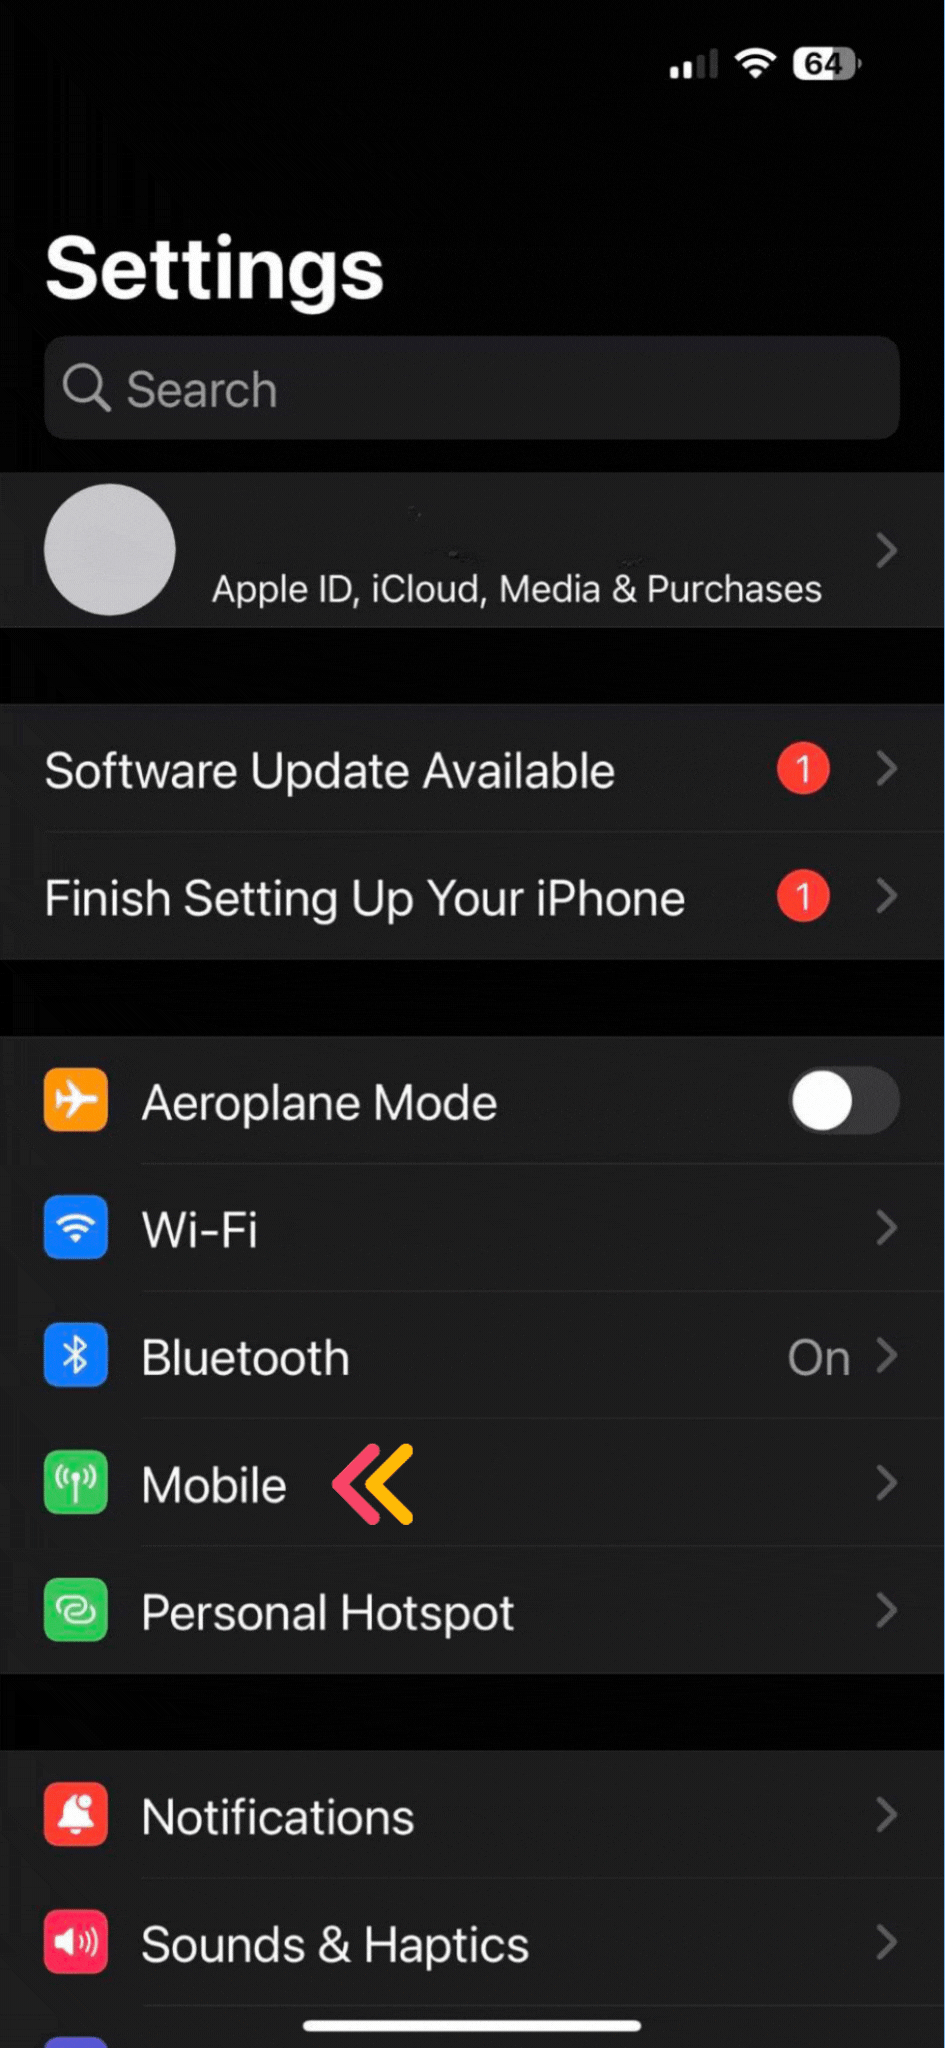 64
Settings
Search
Apple ID, iCloud, Media & Purchases
Software Update Available 1
Finish Setting Up Your iPhone 1
Aeroplane Mode
Wi-Fi
Bluetooth On
Mobile
Personal Hotspot
Notifications
Sounds & Haptics